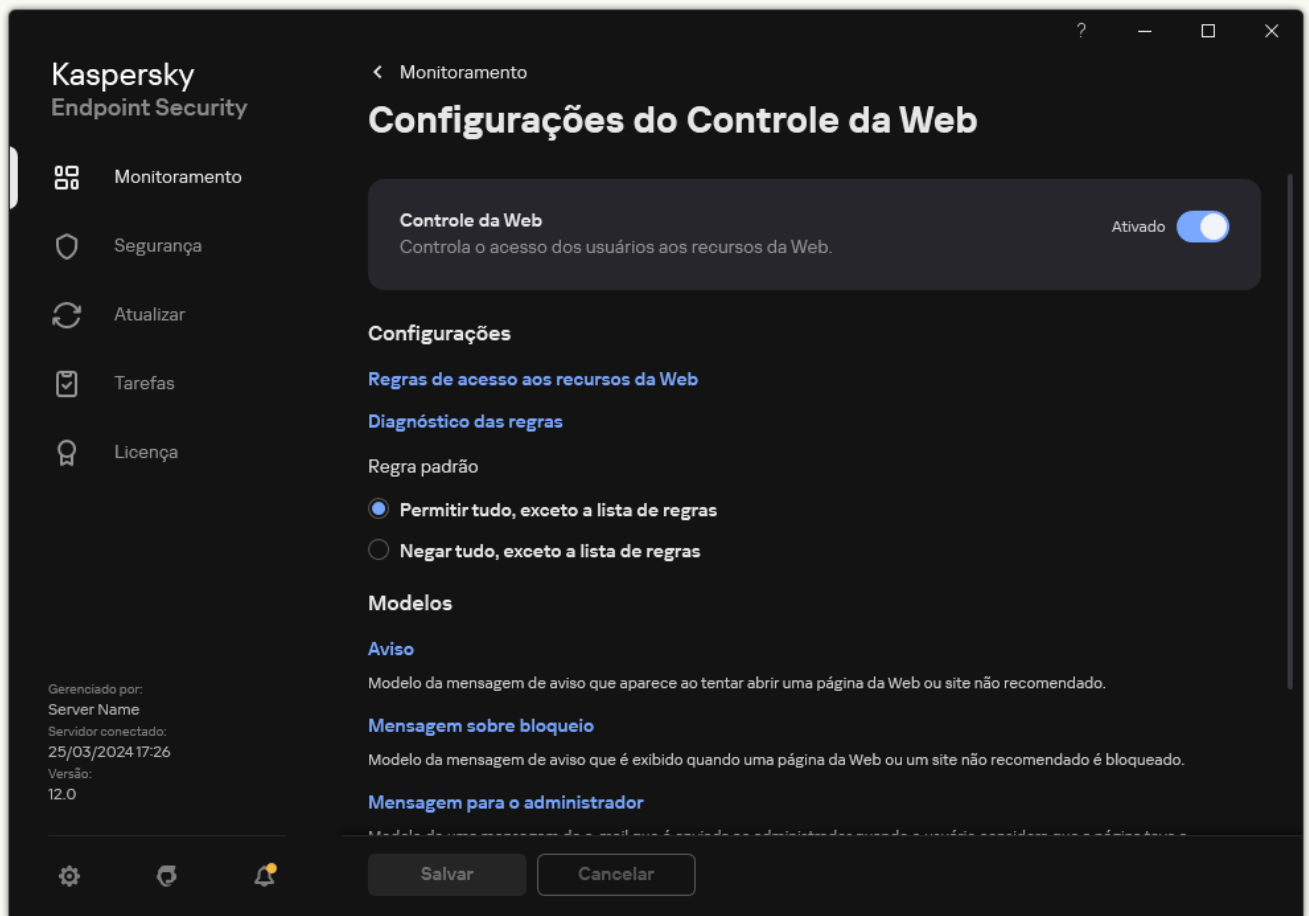 ?
Kaspersky
Endpoint Security
Monitoramento
Segurança
Atualizar
Tarefas
Licença
Gerenciado por:
Server Name
Servidor conectado:
25/03/2024 17:26
Versão:
12.0
Monitoramento
Configurações do Controle da Web
Controle da Web
Controla o acesso dos usuários aos recursos da Web.
Ativado
Configurações
Regras de acesso aos recursos da Web
Diagnóstico das regras
Regra padrão
Permitir tudo, exceto a lista de regras
Negar tudo, exceto a lista de regras
Modelos
Aviso
Modelo da mensagem de aviso que aparece ao tentar abrir uma página da Web ou site não recomendado.
Mensagem sobre bloqueio
Modelo da mensagem de aviso que é exibido quando uma página da Web ou um site não recomendado é bloqueado.
Mensagem para o administrador
Salvar
Cancelar